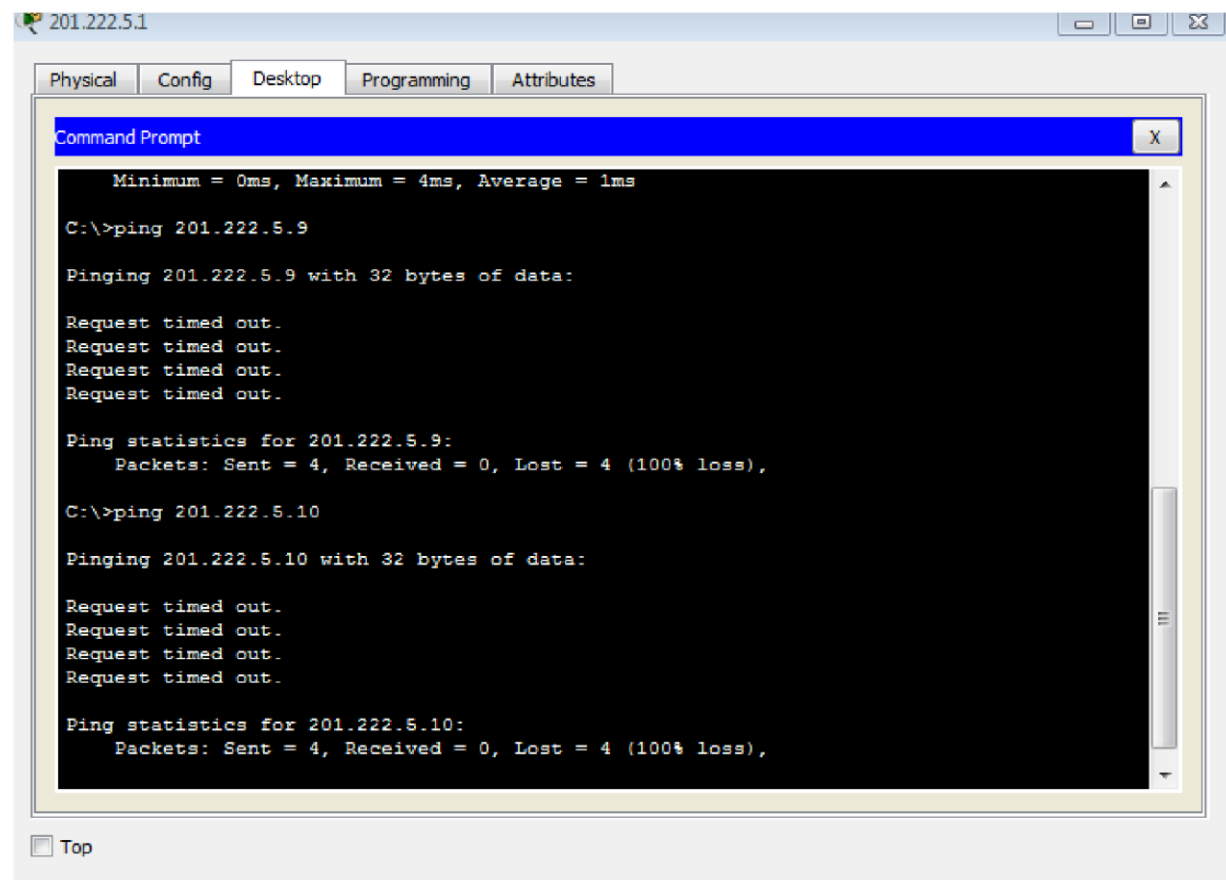 201.222.5.1
Physical Config Desktop Programming Attributes
Command Prompt X
Minimum = 0ms, Maximum = 4ms, Average = 1ms
C:\>ping 201.222.5.9
Pinging 201.222.5.9 with 32 bytes of data:
Request timed out.
Request timed out.
Request timed out.
Request timed out.
Ping statistics for 201.222.5.9:
Packets: Sent = 4, Received = 0, Lost = 4 (100% loss),
C:\>ping 201.222.5.10
Pinging 201.222.5.10 with 32 bytes of data:
Request timed out.
Request timed out.
Request timed out.
Request timed out.
Ping statistics for 201.222.5.10:
Packets: Sent = 4, Received = 0, Lost = 4 (100% loss),
Top